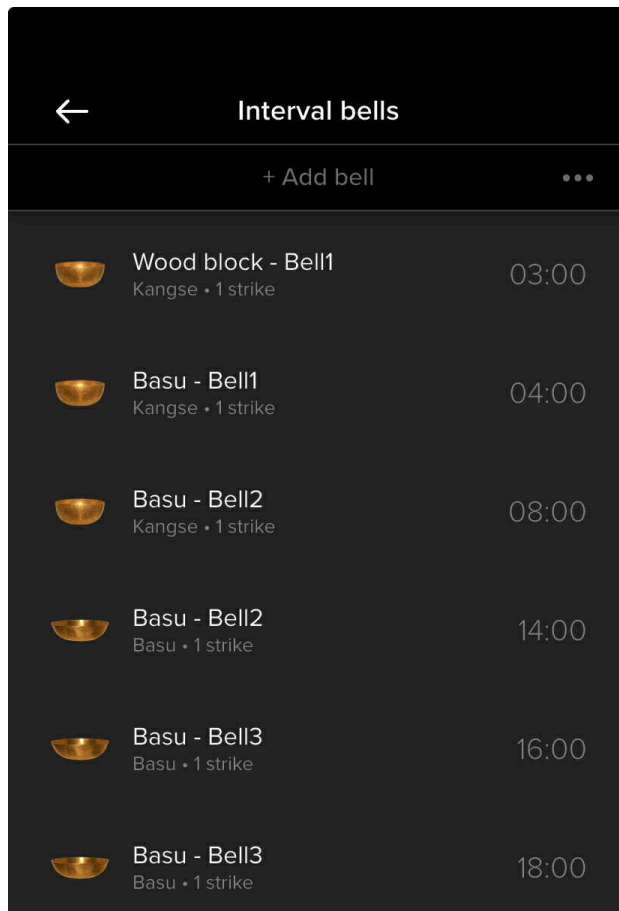 Interval bells
+ Add bell
Wood block - Bell1
03:00
Kangse • 1 strike
Basu - Bell1
04:00
Kangse • 1 strike
Basu - Bell2
08:00
Kangse • 1 strike
Basu - Bell2
14:00
Basu • 1 strike
Basu - Bell3
16:00
Basu • 1 strike
Basu - Bell3
18:00
Basu • 1 strike